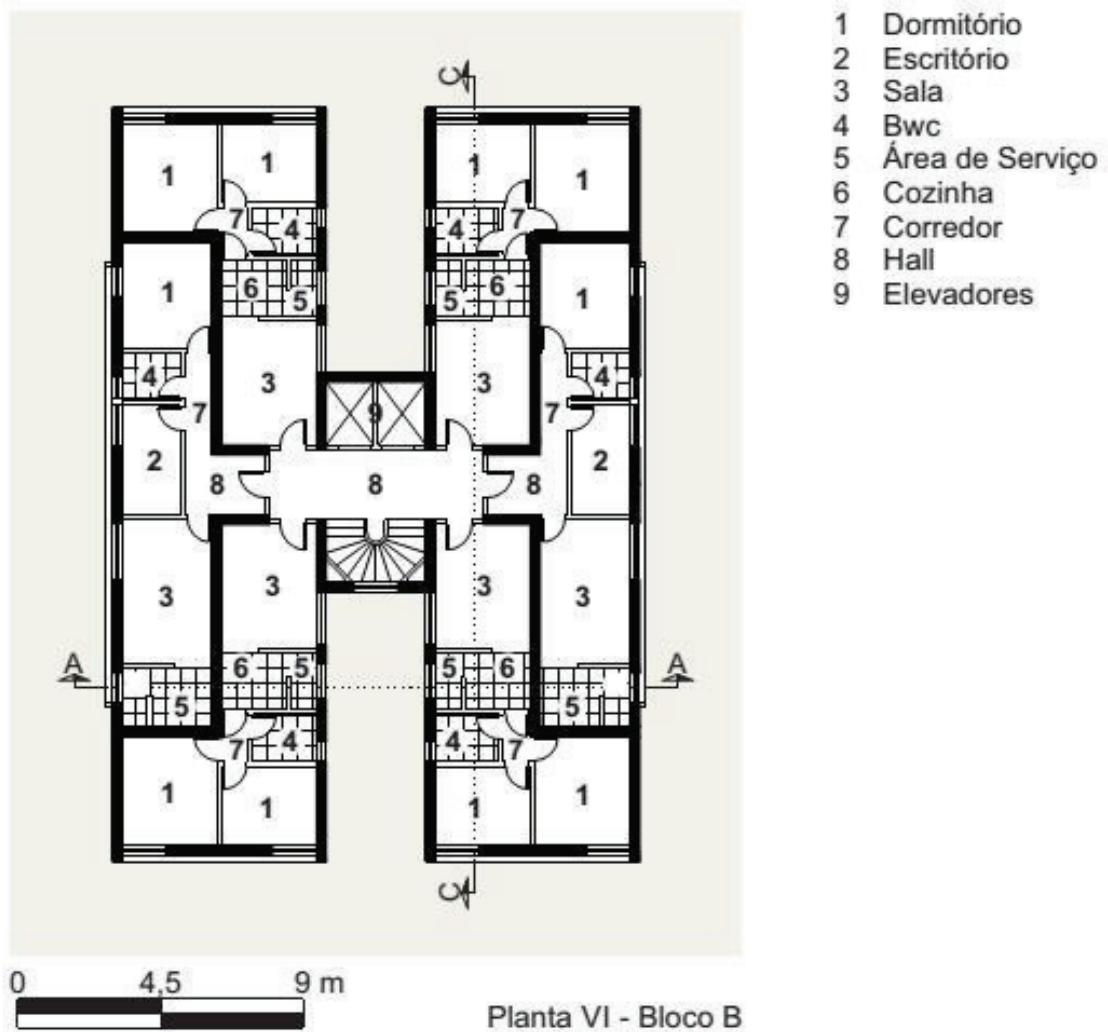 1 Dormitório
2 Escritório
3 Sala
4 Bwc
5 Área de Serviço
6 Cozinha
7 Corredor
8 Hall
9 Elevadores
C
1 1 1 1
7 4 4 7
1 6 5 5 6 1
4 3 9 3 4
7 7
2 8 8 8 2
3 3 3 3
A 6 5 5 6 A
5 5
7 4 4 7
1 1 1 1
C
0 4,5 9 m
Planta VI - Bloco B